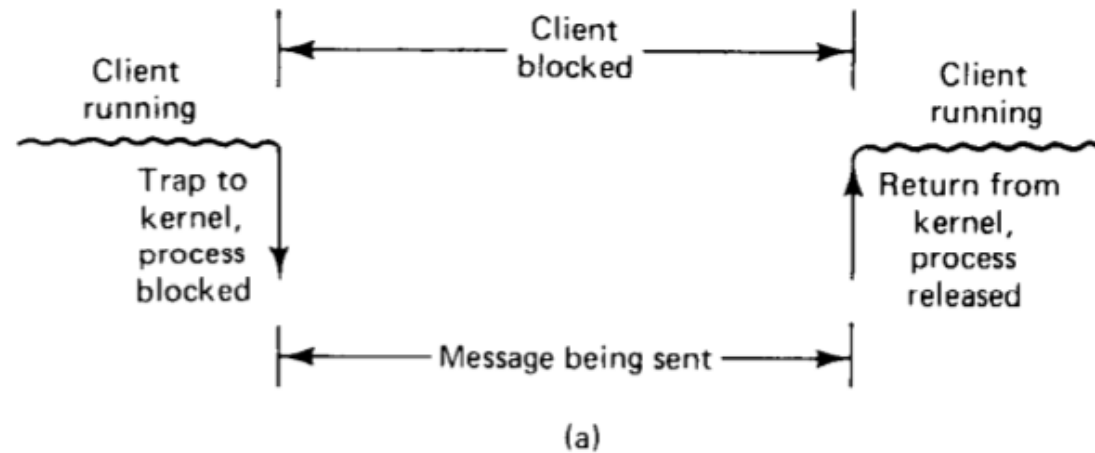 Client
blocked
Client
running
Client
running
Trap to
kernel,
process
blocked
Return from
kernel,
process
released
Message being sent
(a)